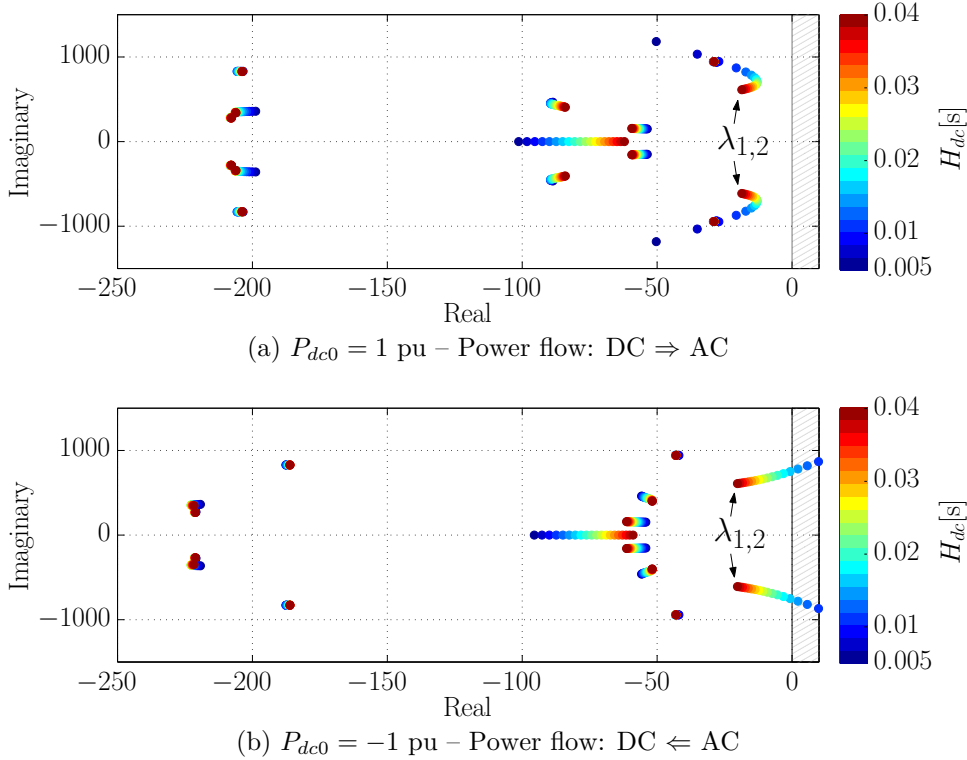 1000
0
−1000
Imaginary
−250
−200
−150
−100
−50
0
Real
λ1,2
0.04
0.03
0.02
0.01
0.005
Hdc[s]
(a) Pdc0 = 1 pu – Power flow: DC ⇒ AC
1000
0
−1000
Imaginary
−250
−200
−150
−100
−50
0
Real
λ1,2
0.04
0.03
0.02
0.01
0.005
Hdc[s]
(b) Pdc0 = −1 pu – Power flow: DC ⇐ AC